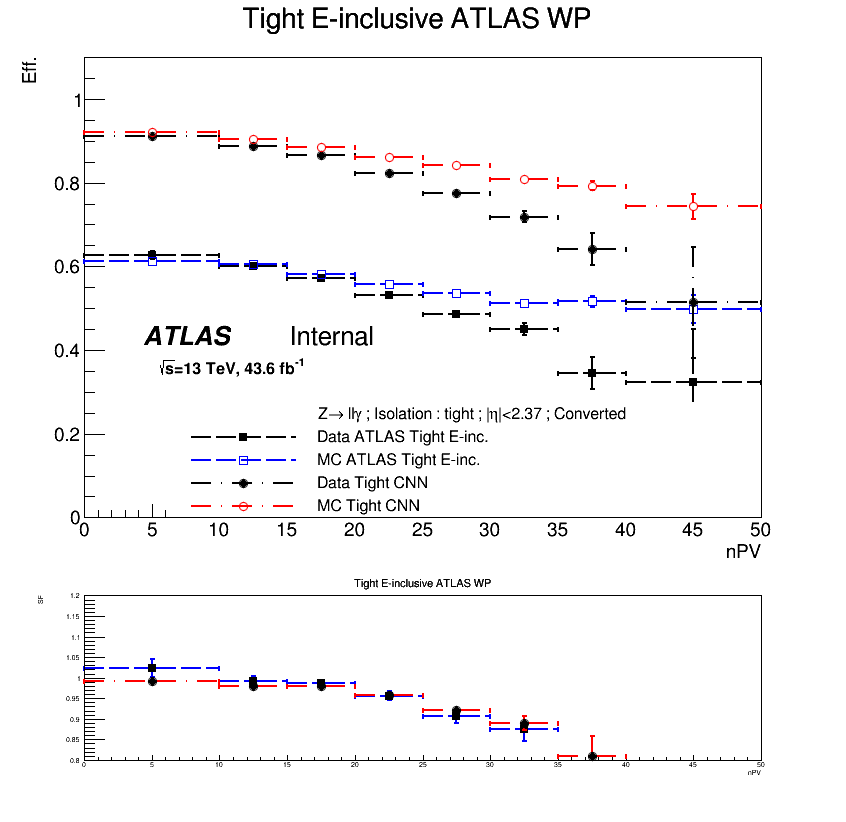 Tight E-inclusive ATLAS WP
Eff.
1
0.8
0.6
0.4
0.2
0
ATLAS Internal
√s=13 TeV, 43.6 fb-1
Z→ llγ ; Isolation : tight ; |η|<2.37 ; Converted
Data ATLAS Tight E-inc.
MC ATLAS Tight E-inc.
Data Tight CNN
MC Tight CNN
0 5 10 15 20 25 30 35 40 45 50
nPV
Tight E-inclusive ATLAS WP
SF
1.2
1.15
1.1
1.05
1
0.95
0.9
0.85
0.8
0 5 10 15 20 25 30 35 40 45 50
nPV